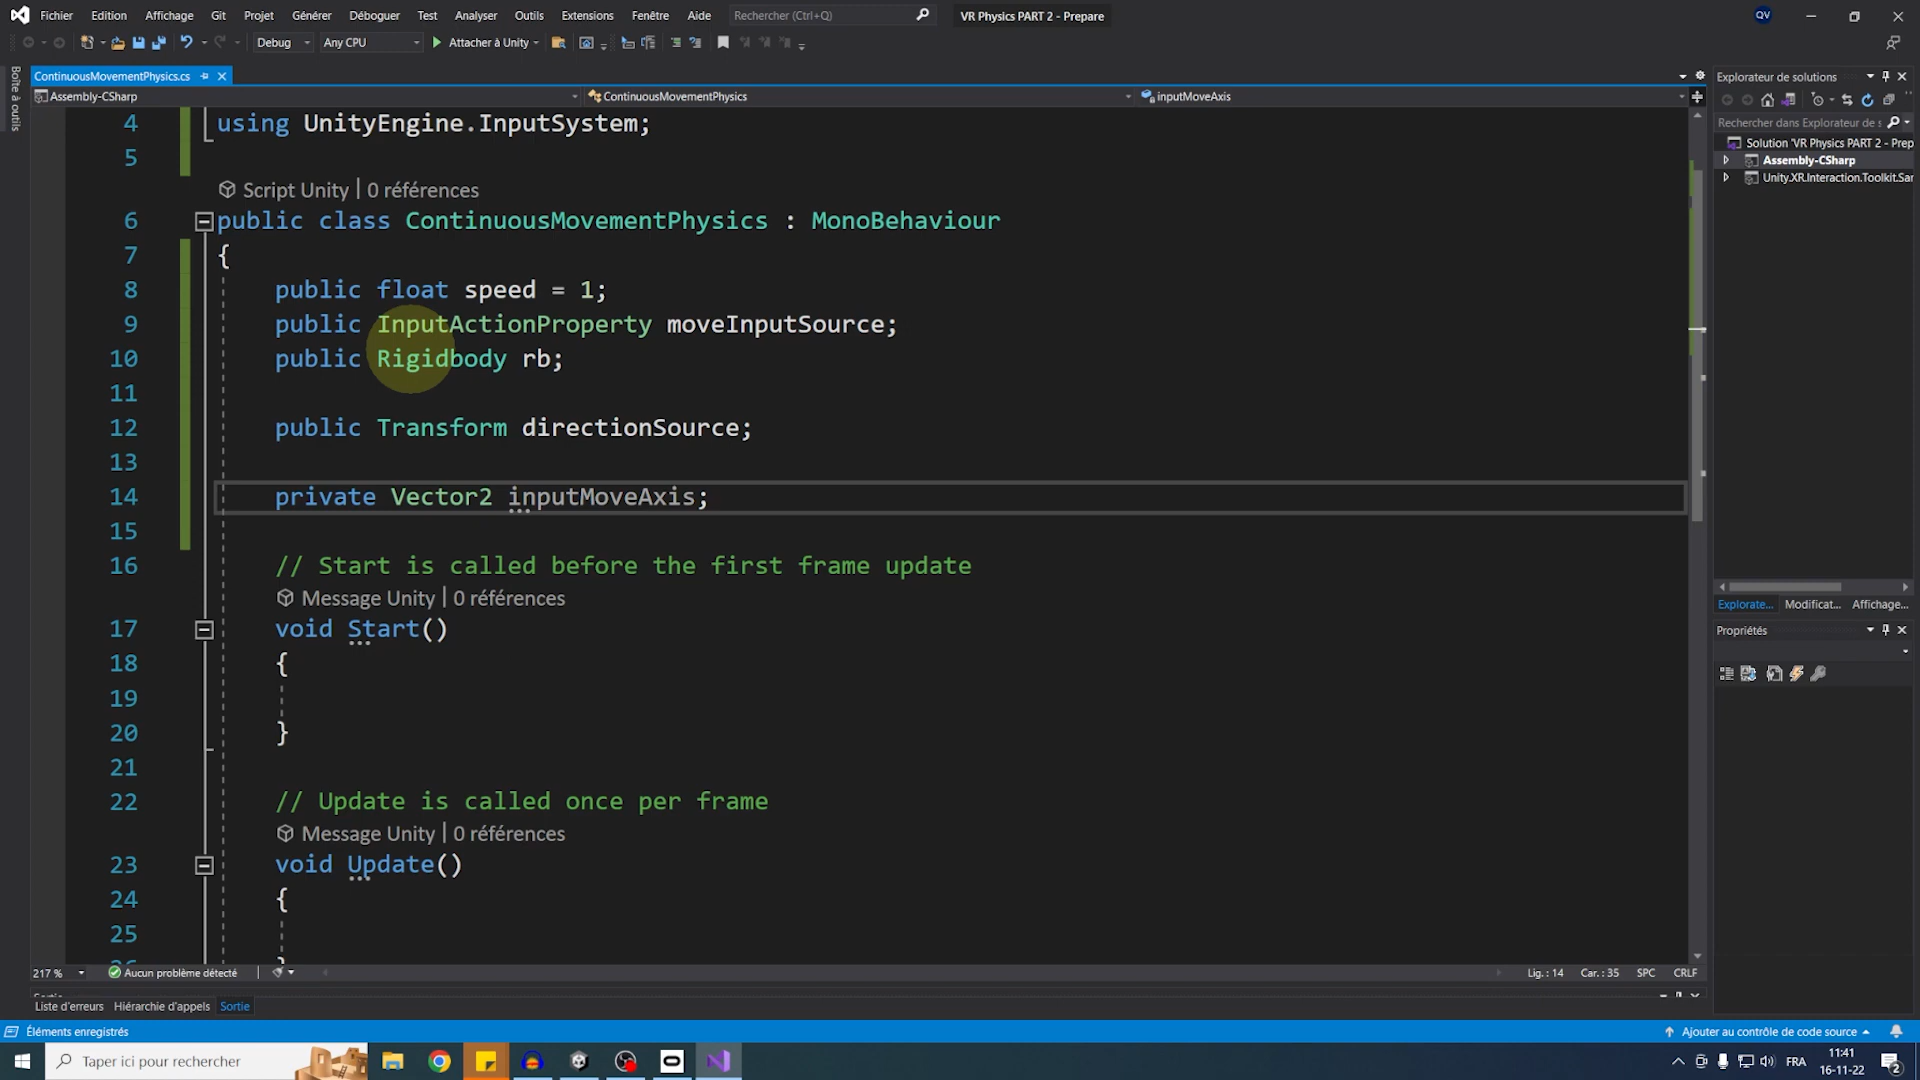 Fichier Edition Affichage Git Projet Générer Déboguer Test Analyser Outils Extensions Fenêtre Aide Rechercher (Ctrl+Q) VR Physics PART 2 - Prepare QV
Debug Any CPU Attacher à Unity
Boîte à outils
ContinuousMovementPhysics.cs
Assembly-CSharp ContinuousMovementPhysics inputMoveAxis
4 using UnityEngine.InputSystem;
5
Script Unity | 0 références
6 public class ContinuousMovementPhysics : MonoBehaviour
7 {
8 public float speed = 1;
9 public InputActionProperty moveInputSource;
10 public Rigidbody rb;
11
12 public Transform directionSource;
13
14 private Vector2 inputMoveAxis;
15
16 // Start is called before the first frame update
Message Unity | 0 références
17 void Start()
18 {
19
20 }
21
22 // Update is called once per frame
Message Unity | 0 références
23 void Update()
24 {
25
217 % Aucun problème détecté Lig. : 14 Car. : 35 SPC CRLF
Liste d'erreurs Hiérarchie d'appels Sortie
Éléments enregistrés Ajouter au contrôle de code source
Explorateur de solutions
Rechercher dans Explorateur de s
Solution 'VR Physics PART 2 - Prep
Assembly-CSharp
Unity.XR.Interaction.Toolkit.Sar
Explorate... Modificat... Affichage...
Propriétés
Taper ici pour rechercher
FRA 11:41
16-11-22 2